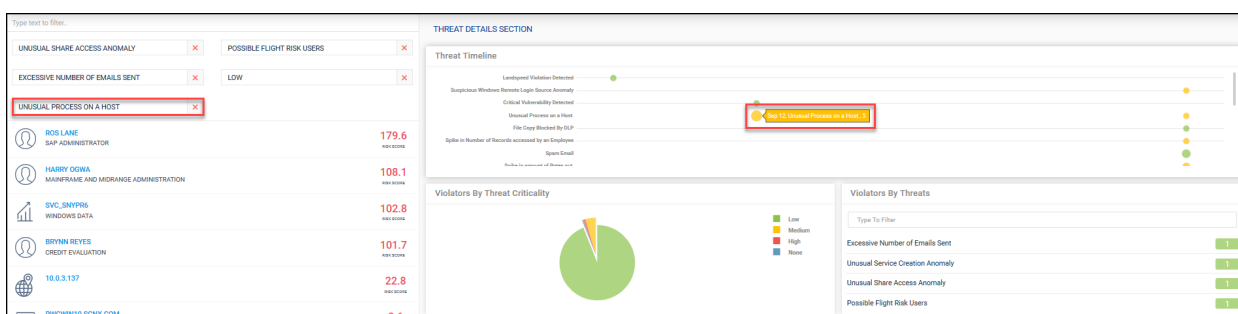 Type text to filter..
UNUSUAL SHARE ACCESS ANOMALY ×
POSSIBLE FLIGHT RISK USERS ×
EXCESSIVE NUMBER OF EMAILS SENT ×
LOW ×
UNUSUAL PROCESS ON A HOST ×
ROS LANE
SAP ADMINISTRATOR
179.6
RISK SCORE
HARRY OGWA
MAINFRAME AND MIDRANGE ADMINISTRATION
108.1
RISK SCORE
SVC_SNYPR6
WINDOWS DATA
102.8
RISK SCORE
BRYNN REYES
CREDIT EVALUATION
101.7
RISK SCORE
10.0.3.137
22.8
RISK SCORE
THREAT DETAILS SECTION
Threat Timeline
Landspeed Violation Detected
Suspicious Windows Remote Login Source Anomaly
Critical Vulnerability Detected
Unusual Process on a Host
Sep 12, Unusual Process on a Host, 3
File Copy Blocked By DLP
Spike in Number of Records accessed by an Employee
Spam Email
Spike in amount of Bytes out
Violators By Threat Criticality
Low
Medium
High
None
Violators By Threats
Type To Filter
Excessive Number of Emails Sent 1
Unusual Service Creation Anomaly 1
Unusual Share Access Anomaly 1
Possible Flight Risk Users 1